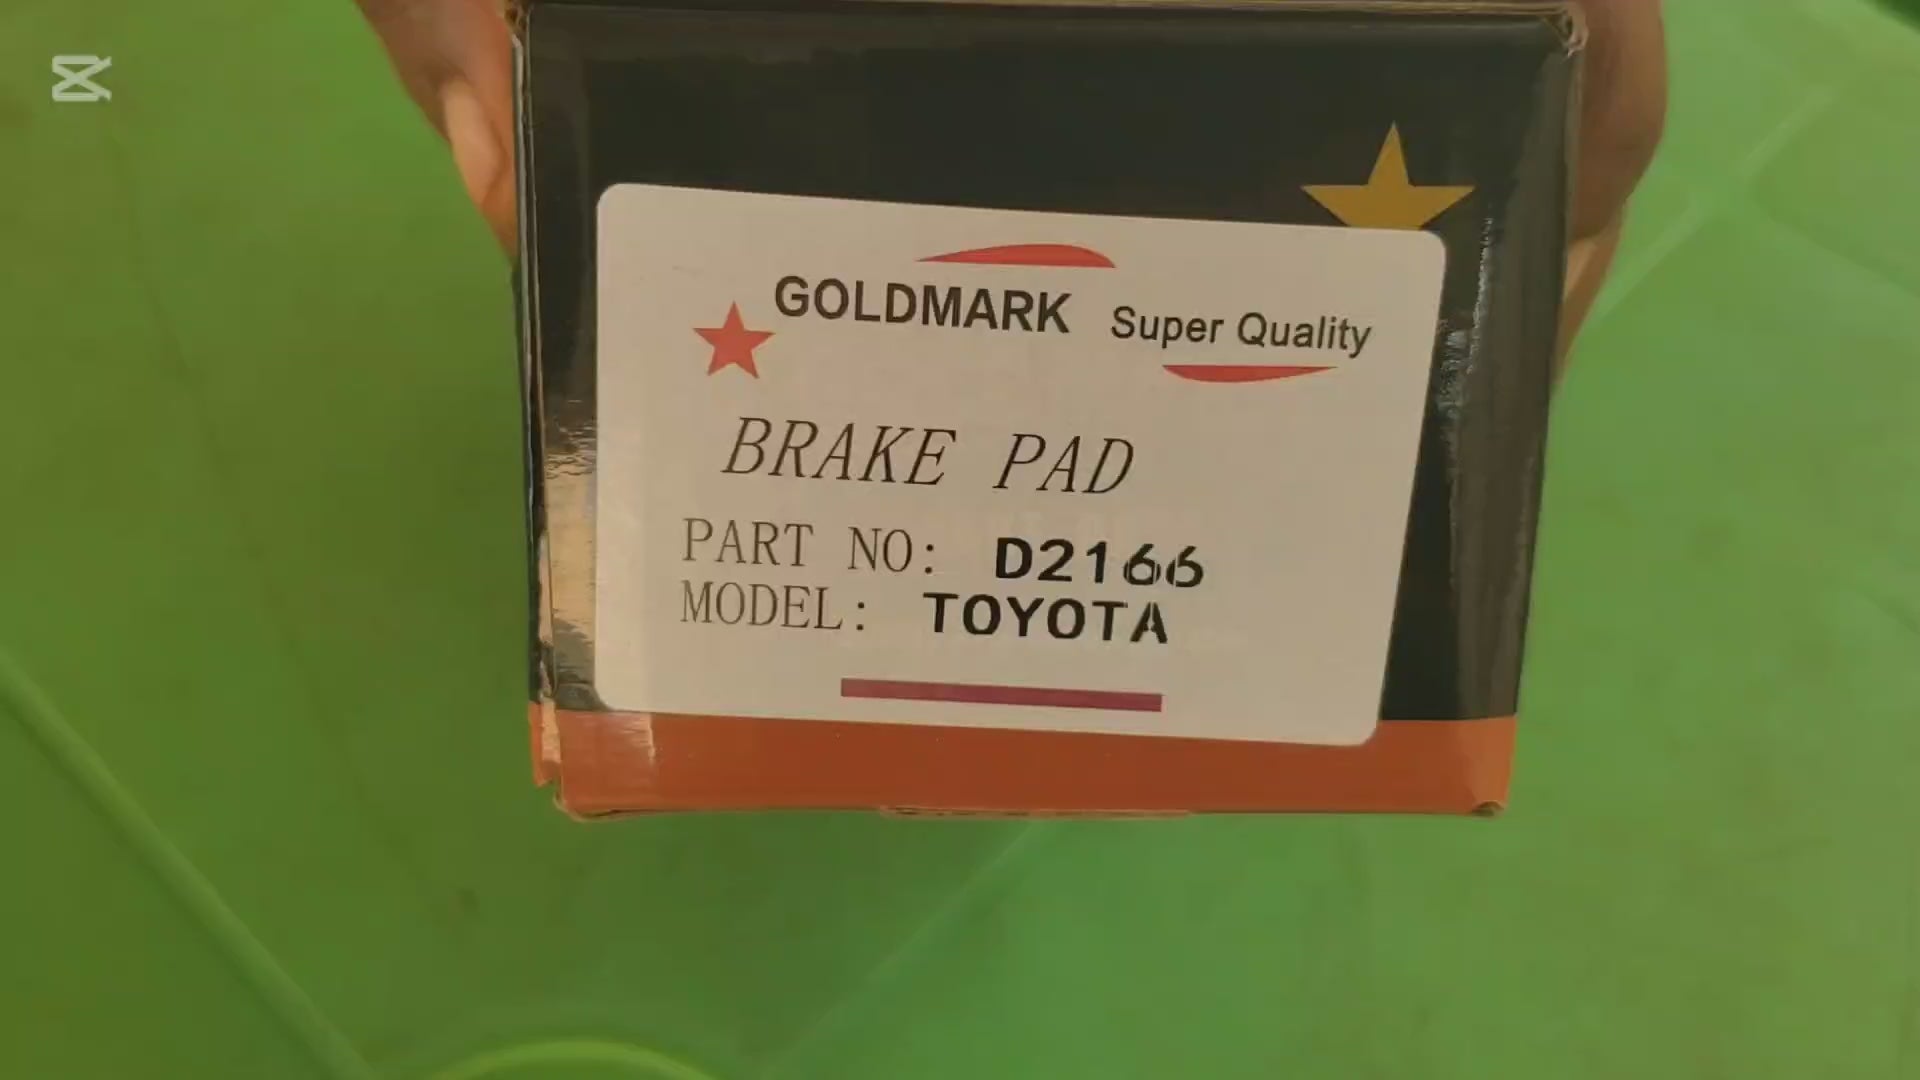 GOLDMARK Super Quality
BRAKE PAD
PART NO: D2166
MODEL: TOYOTA